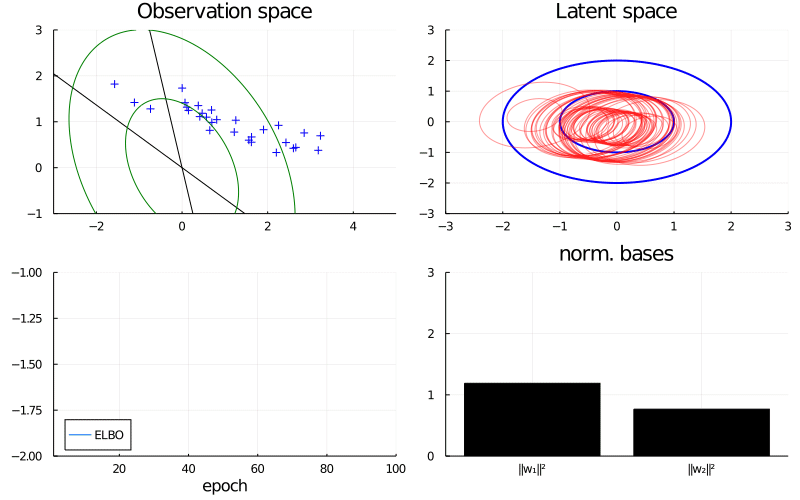 Observation space
3
2
1
0
−1
−2 0 2 4
Latent space
3
2
1
0
−1
−2
−3
−3 −2 −1 0 1 2 3
−1.00
−1.25
−1.50
−1.75
−2.00
ELBO
20 40 60 80 100
epoch
norm. bases
3
2
1
0
‖w₁‖² ‖w₂‖²